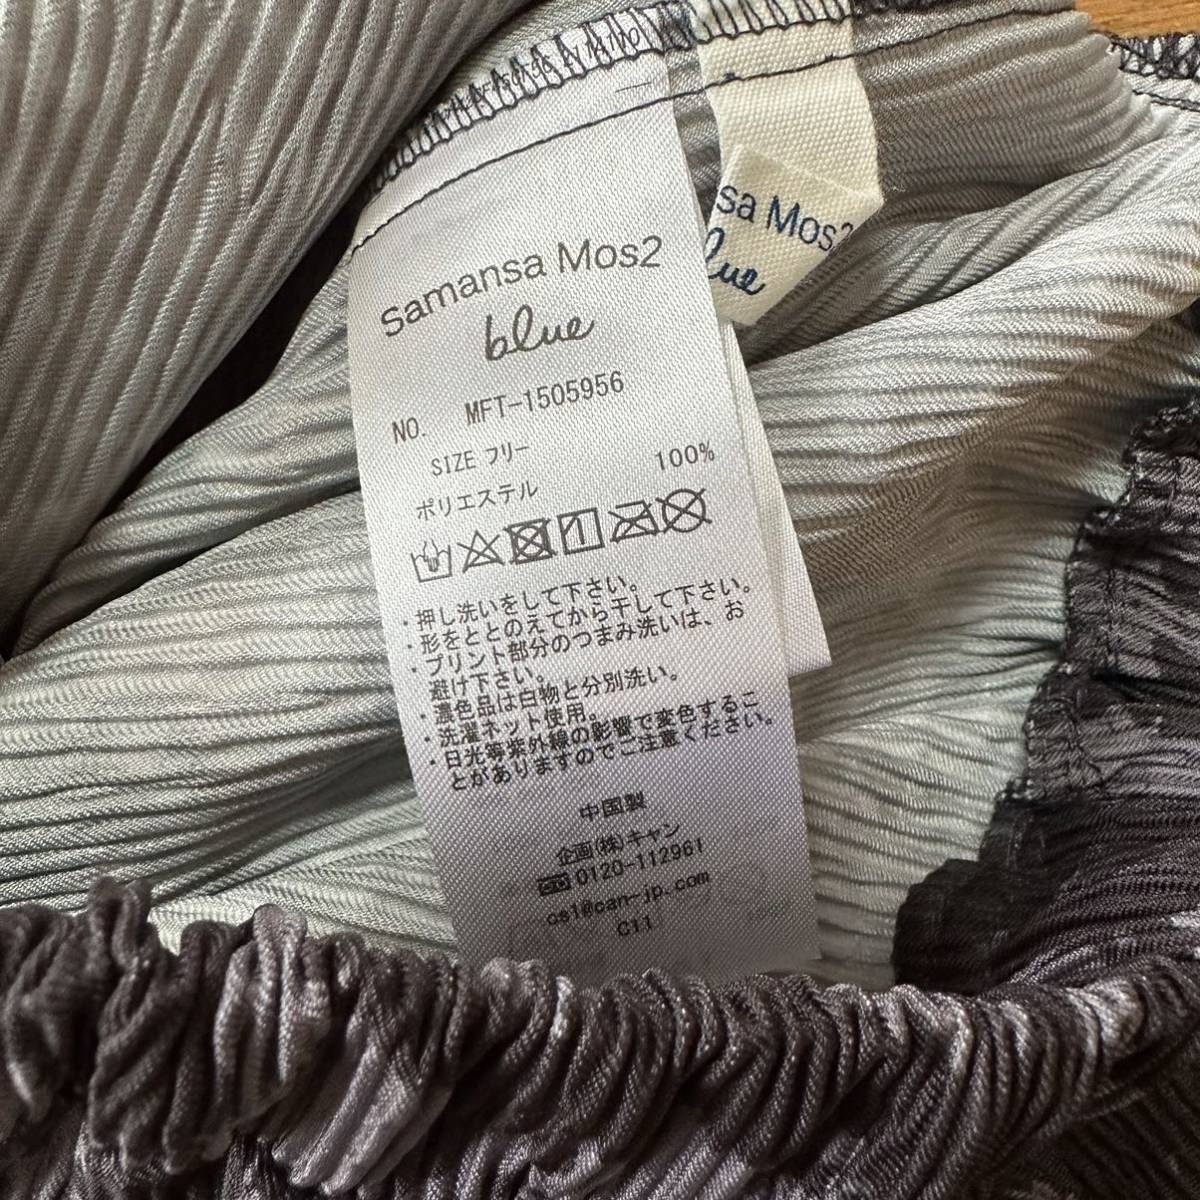 sa Mos2
lue
Samansa Mos2
blue
NO. MFT-1505956
SIZE フリー
ポリエステル 100%
・押し洗いをして下さい。
・形をととのえてから干して下さい。
・プリント部分のつまみ洗いは、お
避け下さい。
・濃色品は白物と分別洗い。
・洗濯ネット使用。
・日光等紫外線の影響で変色するこ
とがありますのでご注意ください。
中国製
企画(株)キャン
0120-112961
cs1@can-jp.com
C11